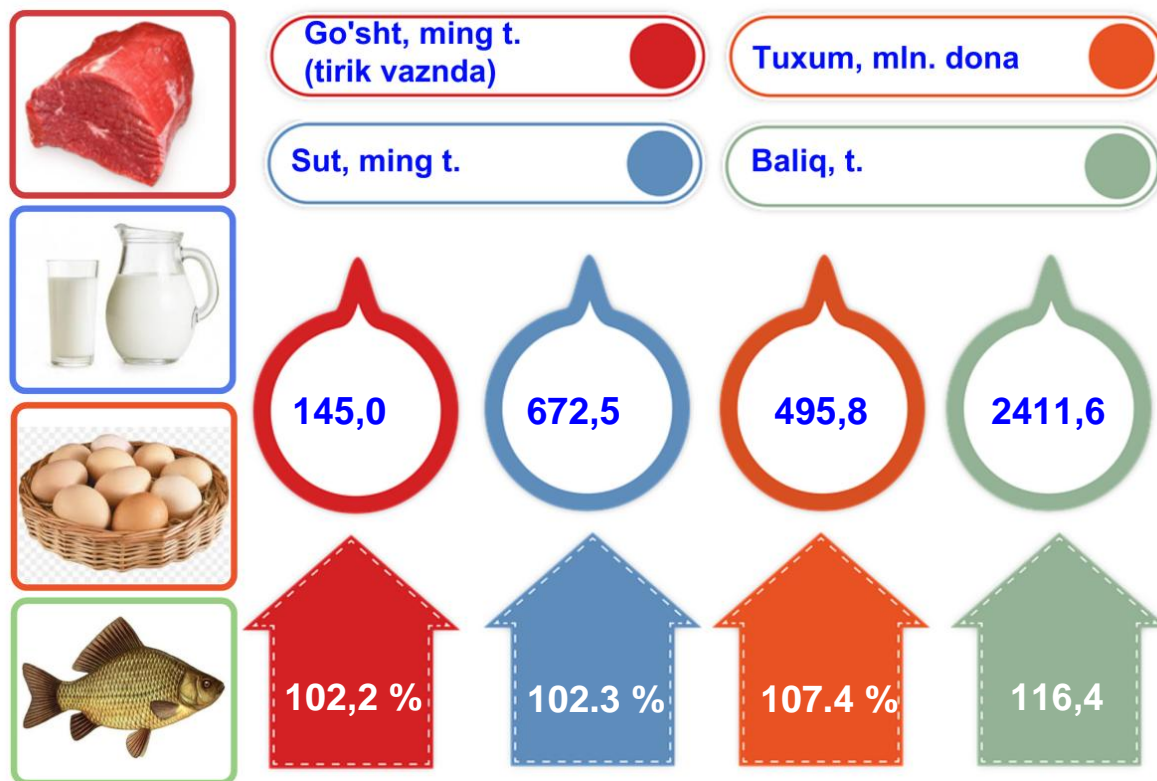 Go'sht, ming t.
(tirik vaznda)
Tuxum, mln. dona
Sut, ming t.
Baliq, t.
145,0
672,5
495,8
2411,6
102,2 %
102.3 %
107.4 %
116,4